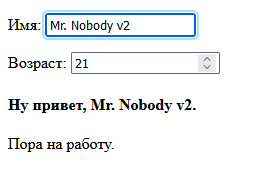 Имя: Mr. Nobody v2
Возраст: 21
Ну привет, Mr. Nobody v2.
Пора на работу.